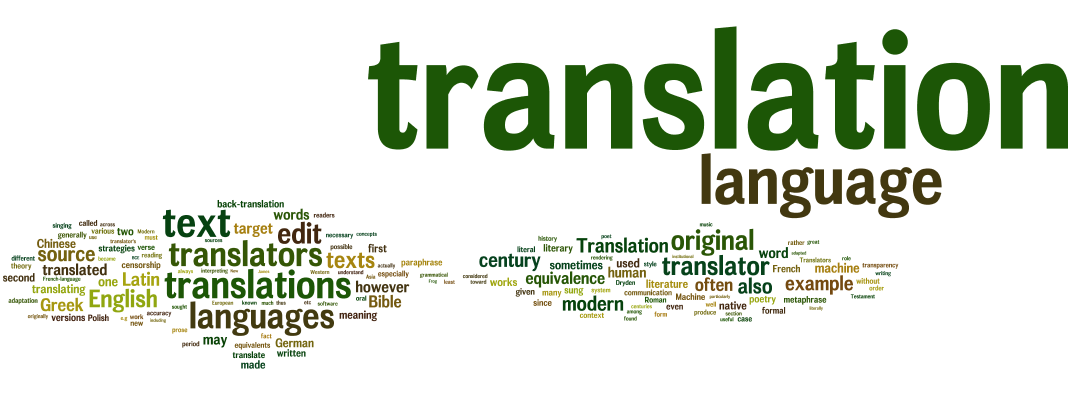 translation
language
back-translation
text
words
readers
singing
called
across
generally
use
various
two
Modern
must
sources
target
edit
necessary
concepts
Chinese
translator's
strategies
verse
source
became
ECZ
reading
translators
possible
first
different
theory
translated
censorship
texts
actually
paraphrase
always
interpreting
New
James
Western
understand
Asia
especially
second
French-language
one
Latin
translations
however
translating
English
adaptation
Greek
sought
European
known
much
thus
etc
software
oral
Bible
originally
versions
Polish
e.g
work
new
accuracy
including
languages
meaning
prose
fact
period
may
equivalents
German
translate
written
made
music
history
poet
literal
literary
Translation
original
rather
great
rendering
institutional
word
adopted
century
sometimes
used
style
translator
French
Translators
role
machine
transparency
writing
grammatical
frog
least
considered
toward
works
equivalence
human
Dryden
literature
often
also
example
without
order
given
many
sung
system
communication
Machine
particularly
poetry
metaphrase
Testament
since
modern
Roman
centuries
even
well
native
literally
context
among
found
form
produce
section
useful
case
formal